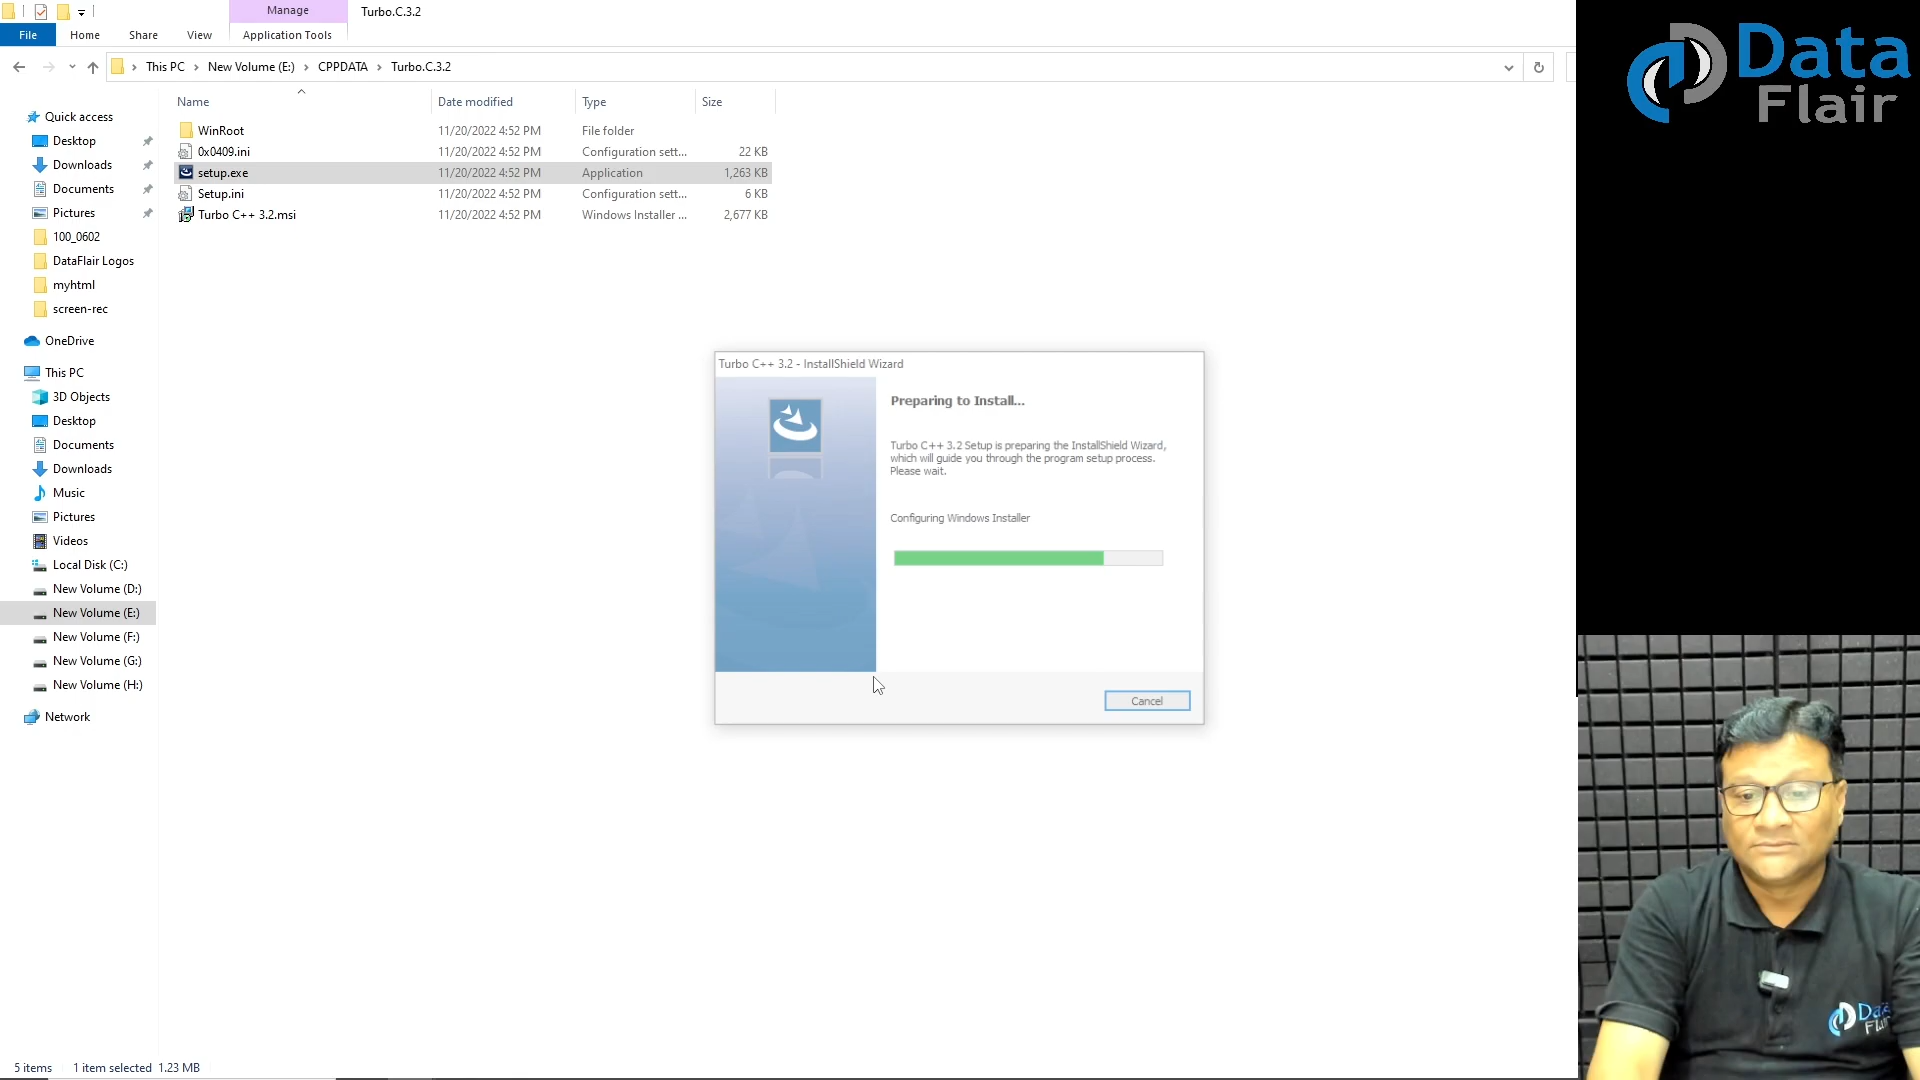 Manage
Turbo.C.3.2
File
Home
Share
View
Application Tools
This PC
New Volume (E:)
CPPDATA
Turbo.C.3.2
Name
Date modified
Type
Size
WinRoot
11/20/2022 4:52 PM
File folder
0x0409.ini
11/20/2022 4:52 PM
Configuration sett...
22 KB
setup.exe
11/20/2022 4:52 PM
Application
1,263 KB
Setup.ini
11/20/2022 4:52 PM
Configuration sett...
6 KB
Turbo C++ 3.2.msi
11/20/2022 4:52 PM
Windows Installer ...
2,677 KB
Quick access
Desktop
Downloads
Documents
Pictures
100_0602
DataFlair Logos
myhtml
screen-rec
OneDrive
This PC
3D Objects
Desktop
Documents
Downloads
Music
Pictures
Videos
Local Disk (C:)
New Volume (D:)
New Volume (E:)
New Volume (F:)
New Volume (G:)
New Volume (H:)
Network
Turbo C++ 3.2 - InstallShield Wizard
Preparing to Install...
Turbo C++ 3.2 Setup is preparing the InstallShield Wizard,
which will guide you through the program setup process.
Please wait.
Configuring Windows Installer
Cancel
5 items
1 item selected 1.23 MB
Data
Flair
Data
Flair